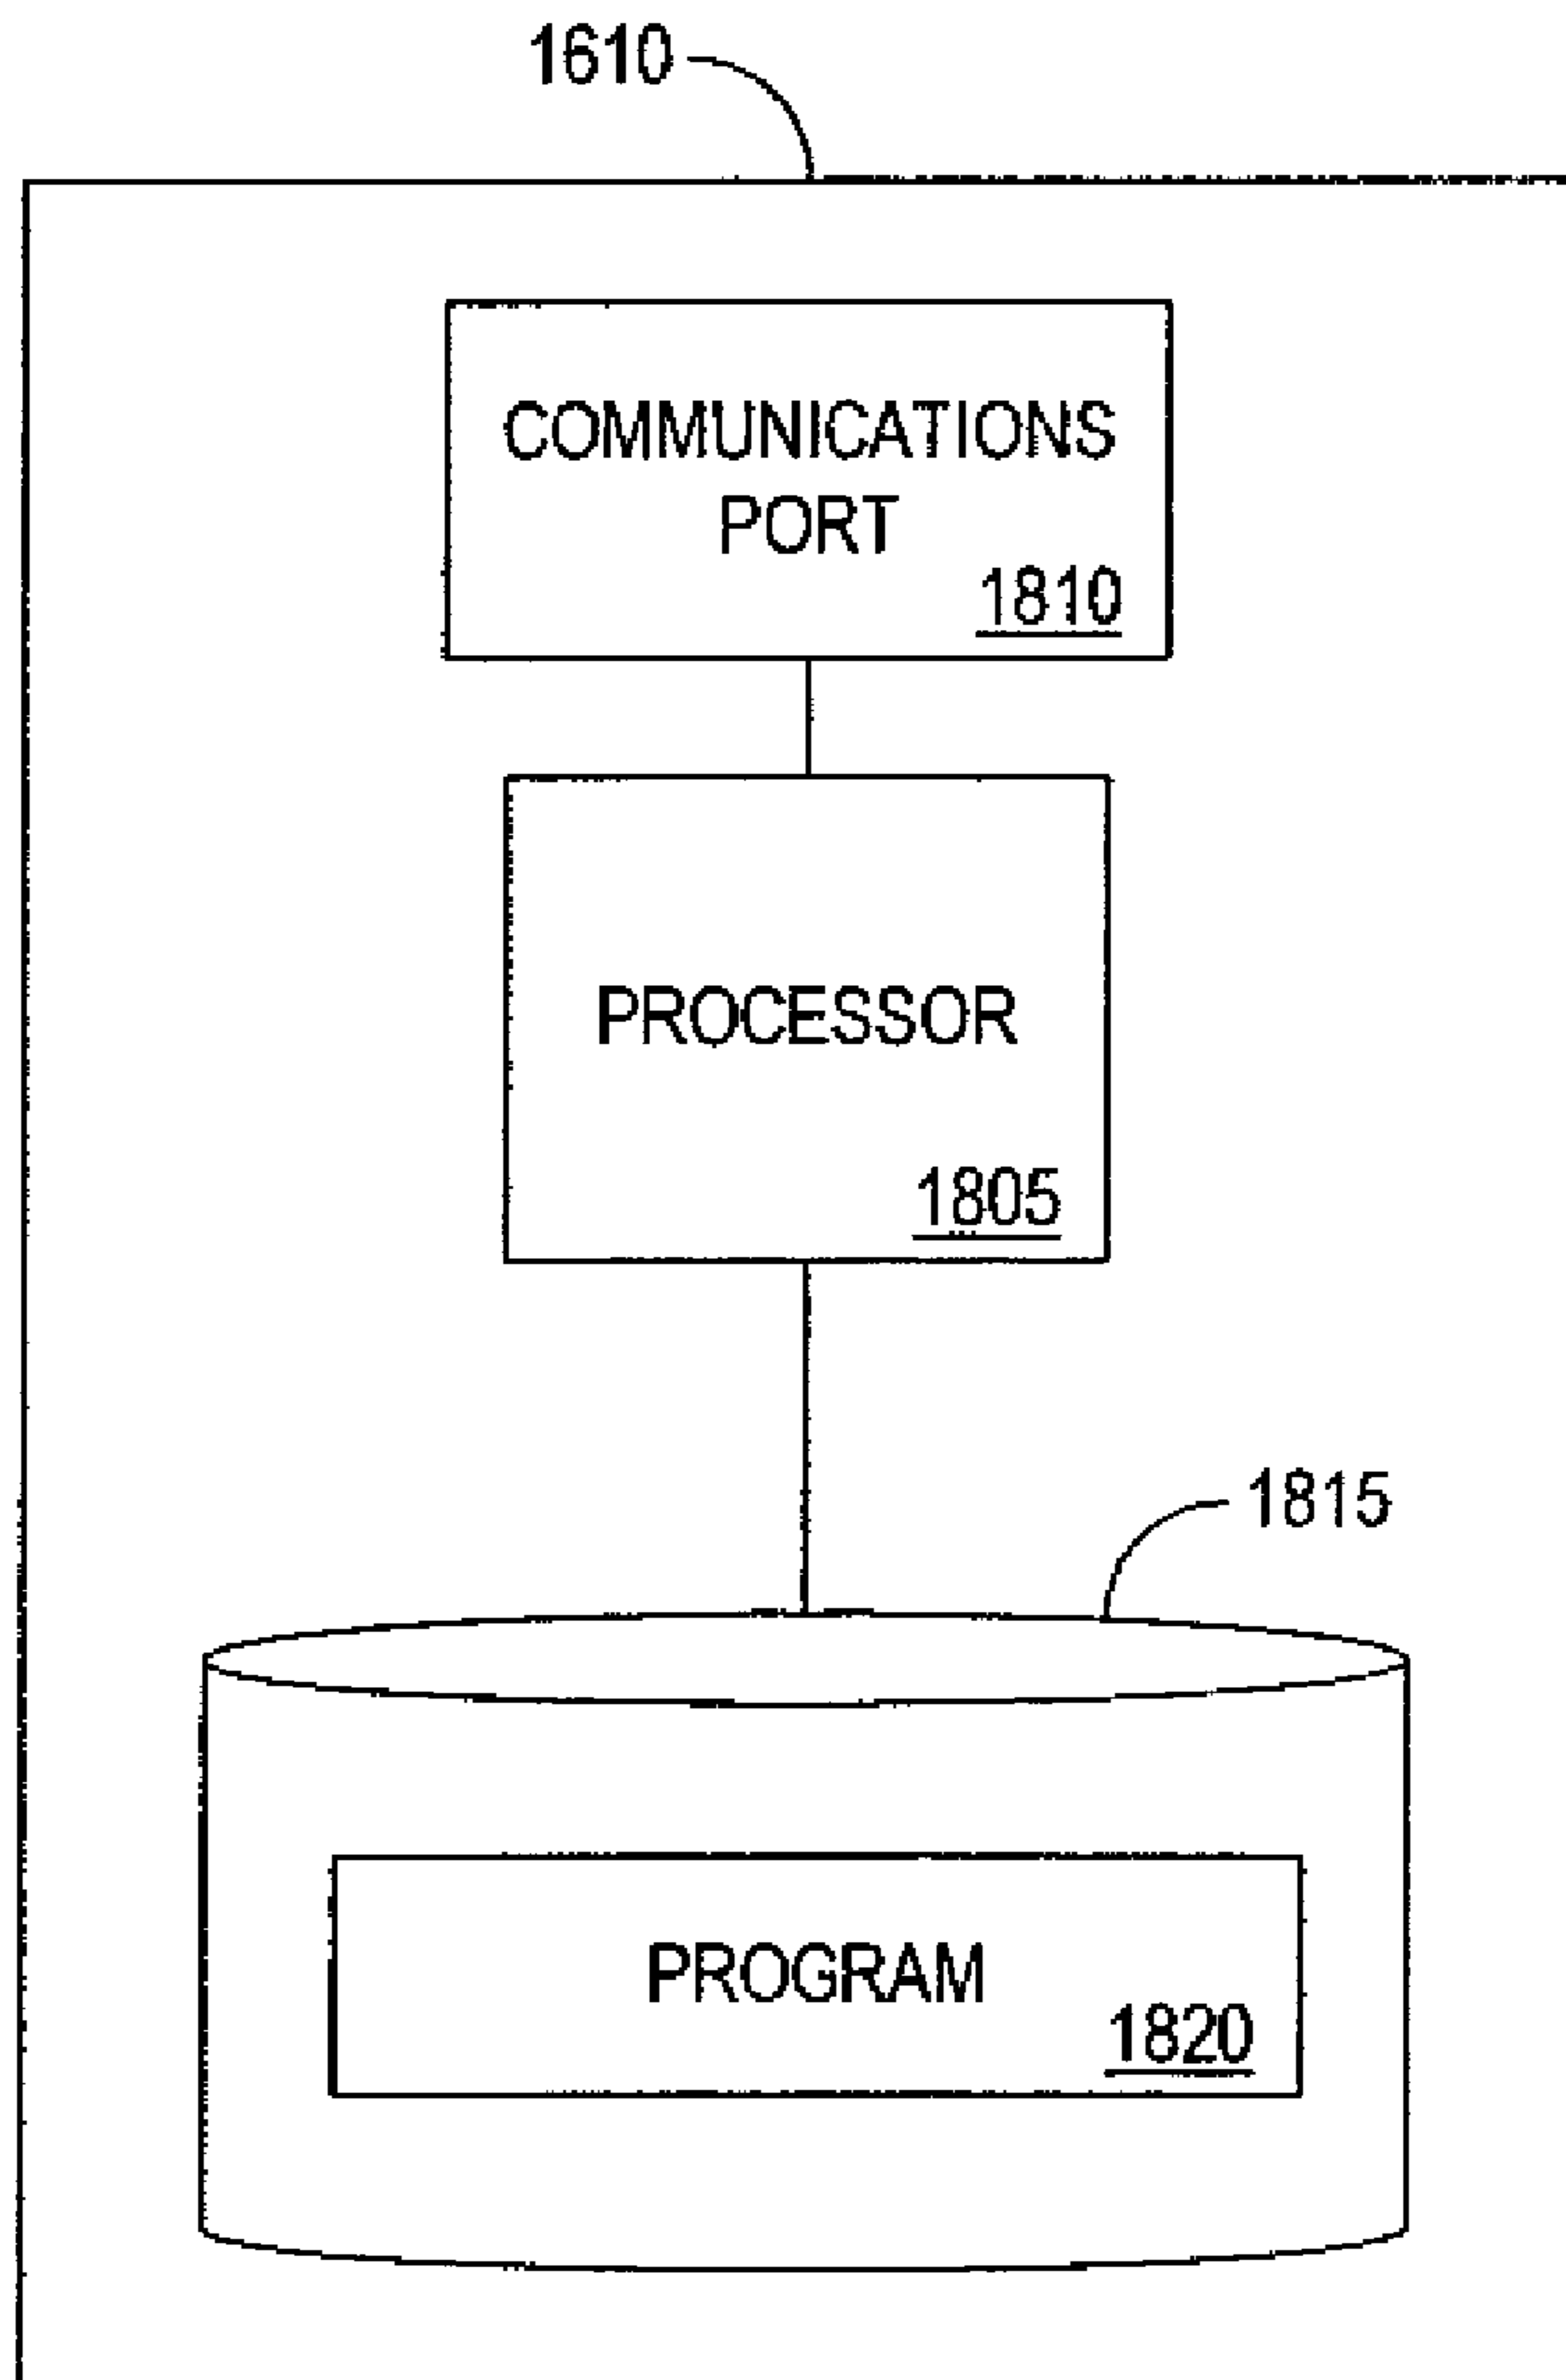 1610
COMMUNICATIONS
PORT
1810
PROCESSOR
1805
1815
PROGRAM
1820